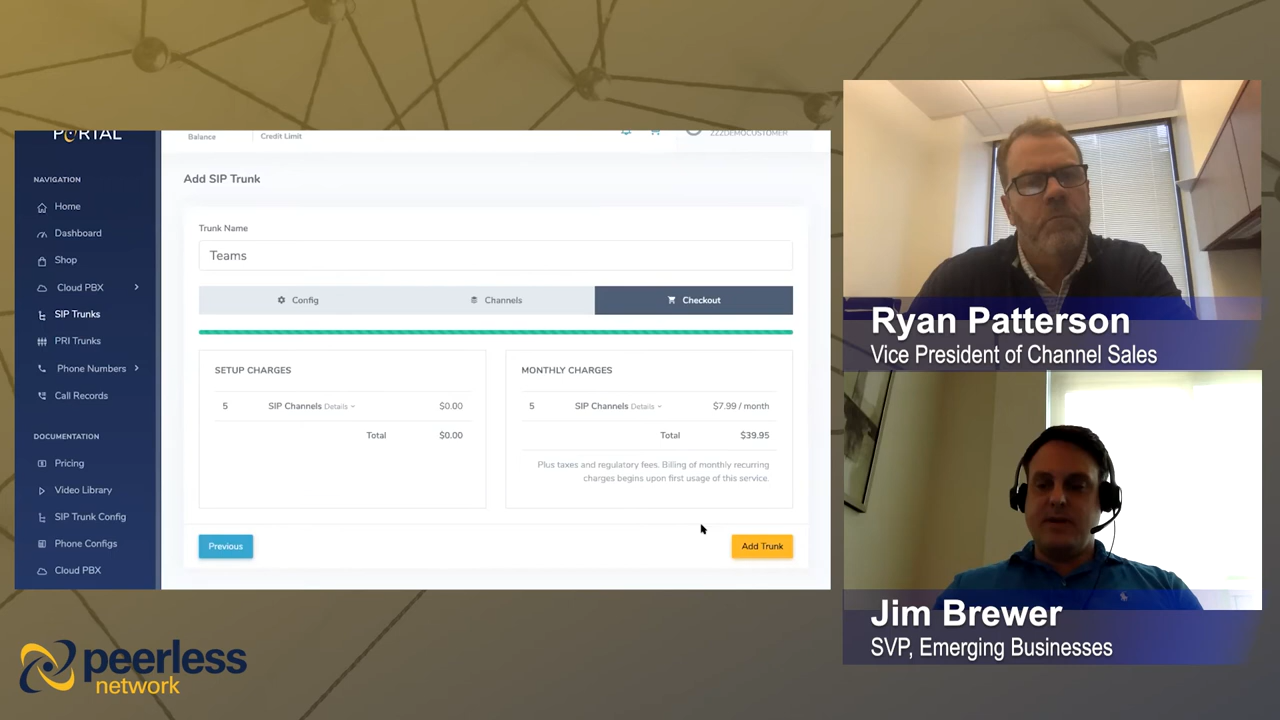 PORTAL
NAVIGATION
Home
Dashboard
Shop
Cloud PBX
SIP Trunks
PRI Trunks
Phone Numbers
Call Records
DOCUMENTATION
Pricing
Video Library
SIP Trunk Config
Phone Configs
Cloud PBX
Balance
Credit Limit
ZZZDEMOCUSTOMER
Add SIP Trunk
Trunk Name
Teams
Config
Channels
Checkout
SETUP CHARGES
5 SIP Channels Details $0.00
Total $0.00
MONTHLY CHARGES
5 SIP Channels Details $7.99 / month
Total $39.95
Plus taxes and regulatory fees. Billing of monthly recurring
charges begins upon first usage of this service.
Previous
Add Trunk
Ryan Patterson
Vice President of Channel Sales
Jim Brewer
SVP, Emerging Businesses
peerless
network